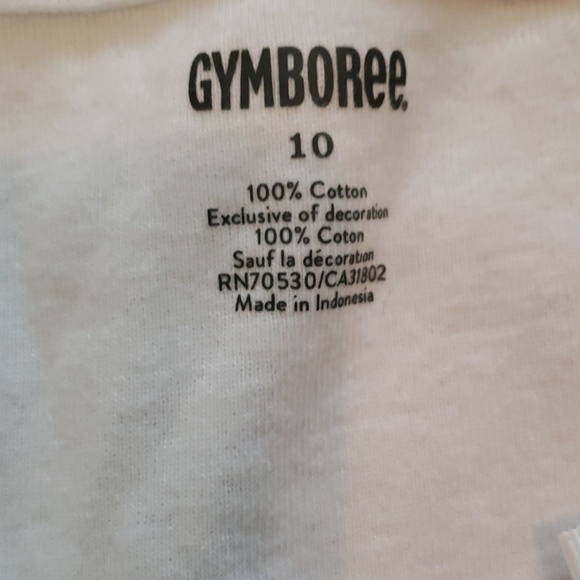 GYMBORee
10
100% Cotton
Exclusive of decoration
100% Coton
Sauf la décoration
RN70530/CA31802
Made in Indonesia